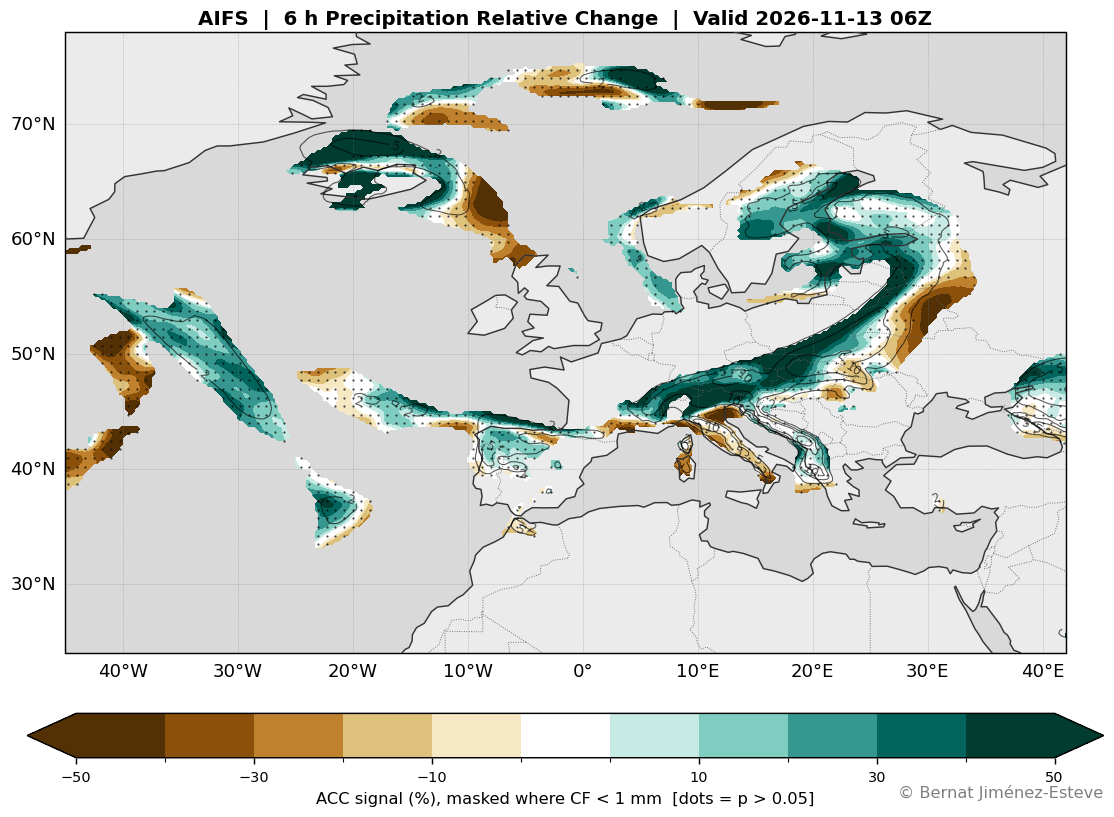 AIFS | 6 h Precipitation Relative Change | Valid 2026-11-13 06Z
70°N
60°N
50°N
40°N
30°N
40°W 30°W 20°W 10°W 0° 10°E 20°E 30°E 40°E
−50 −30 −10 10 30 50
ACC signal (%), masked where CF < 1 mm [dots = p > 0.05]
© Bernat Jiménez-Esteve